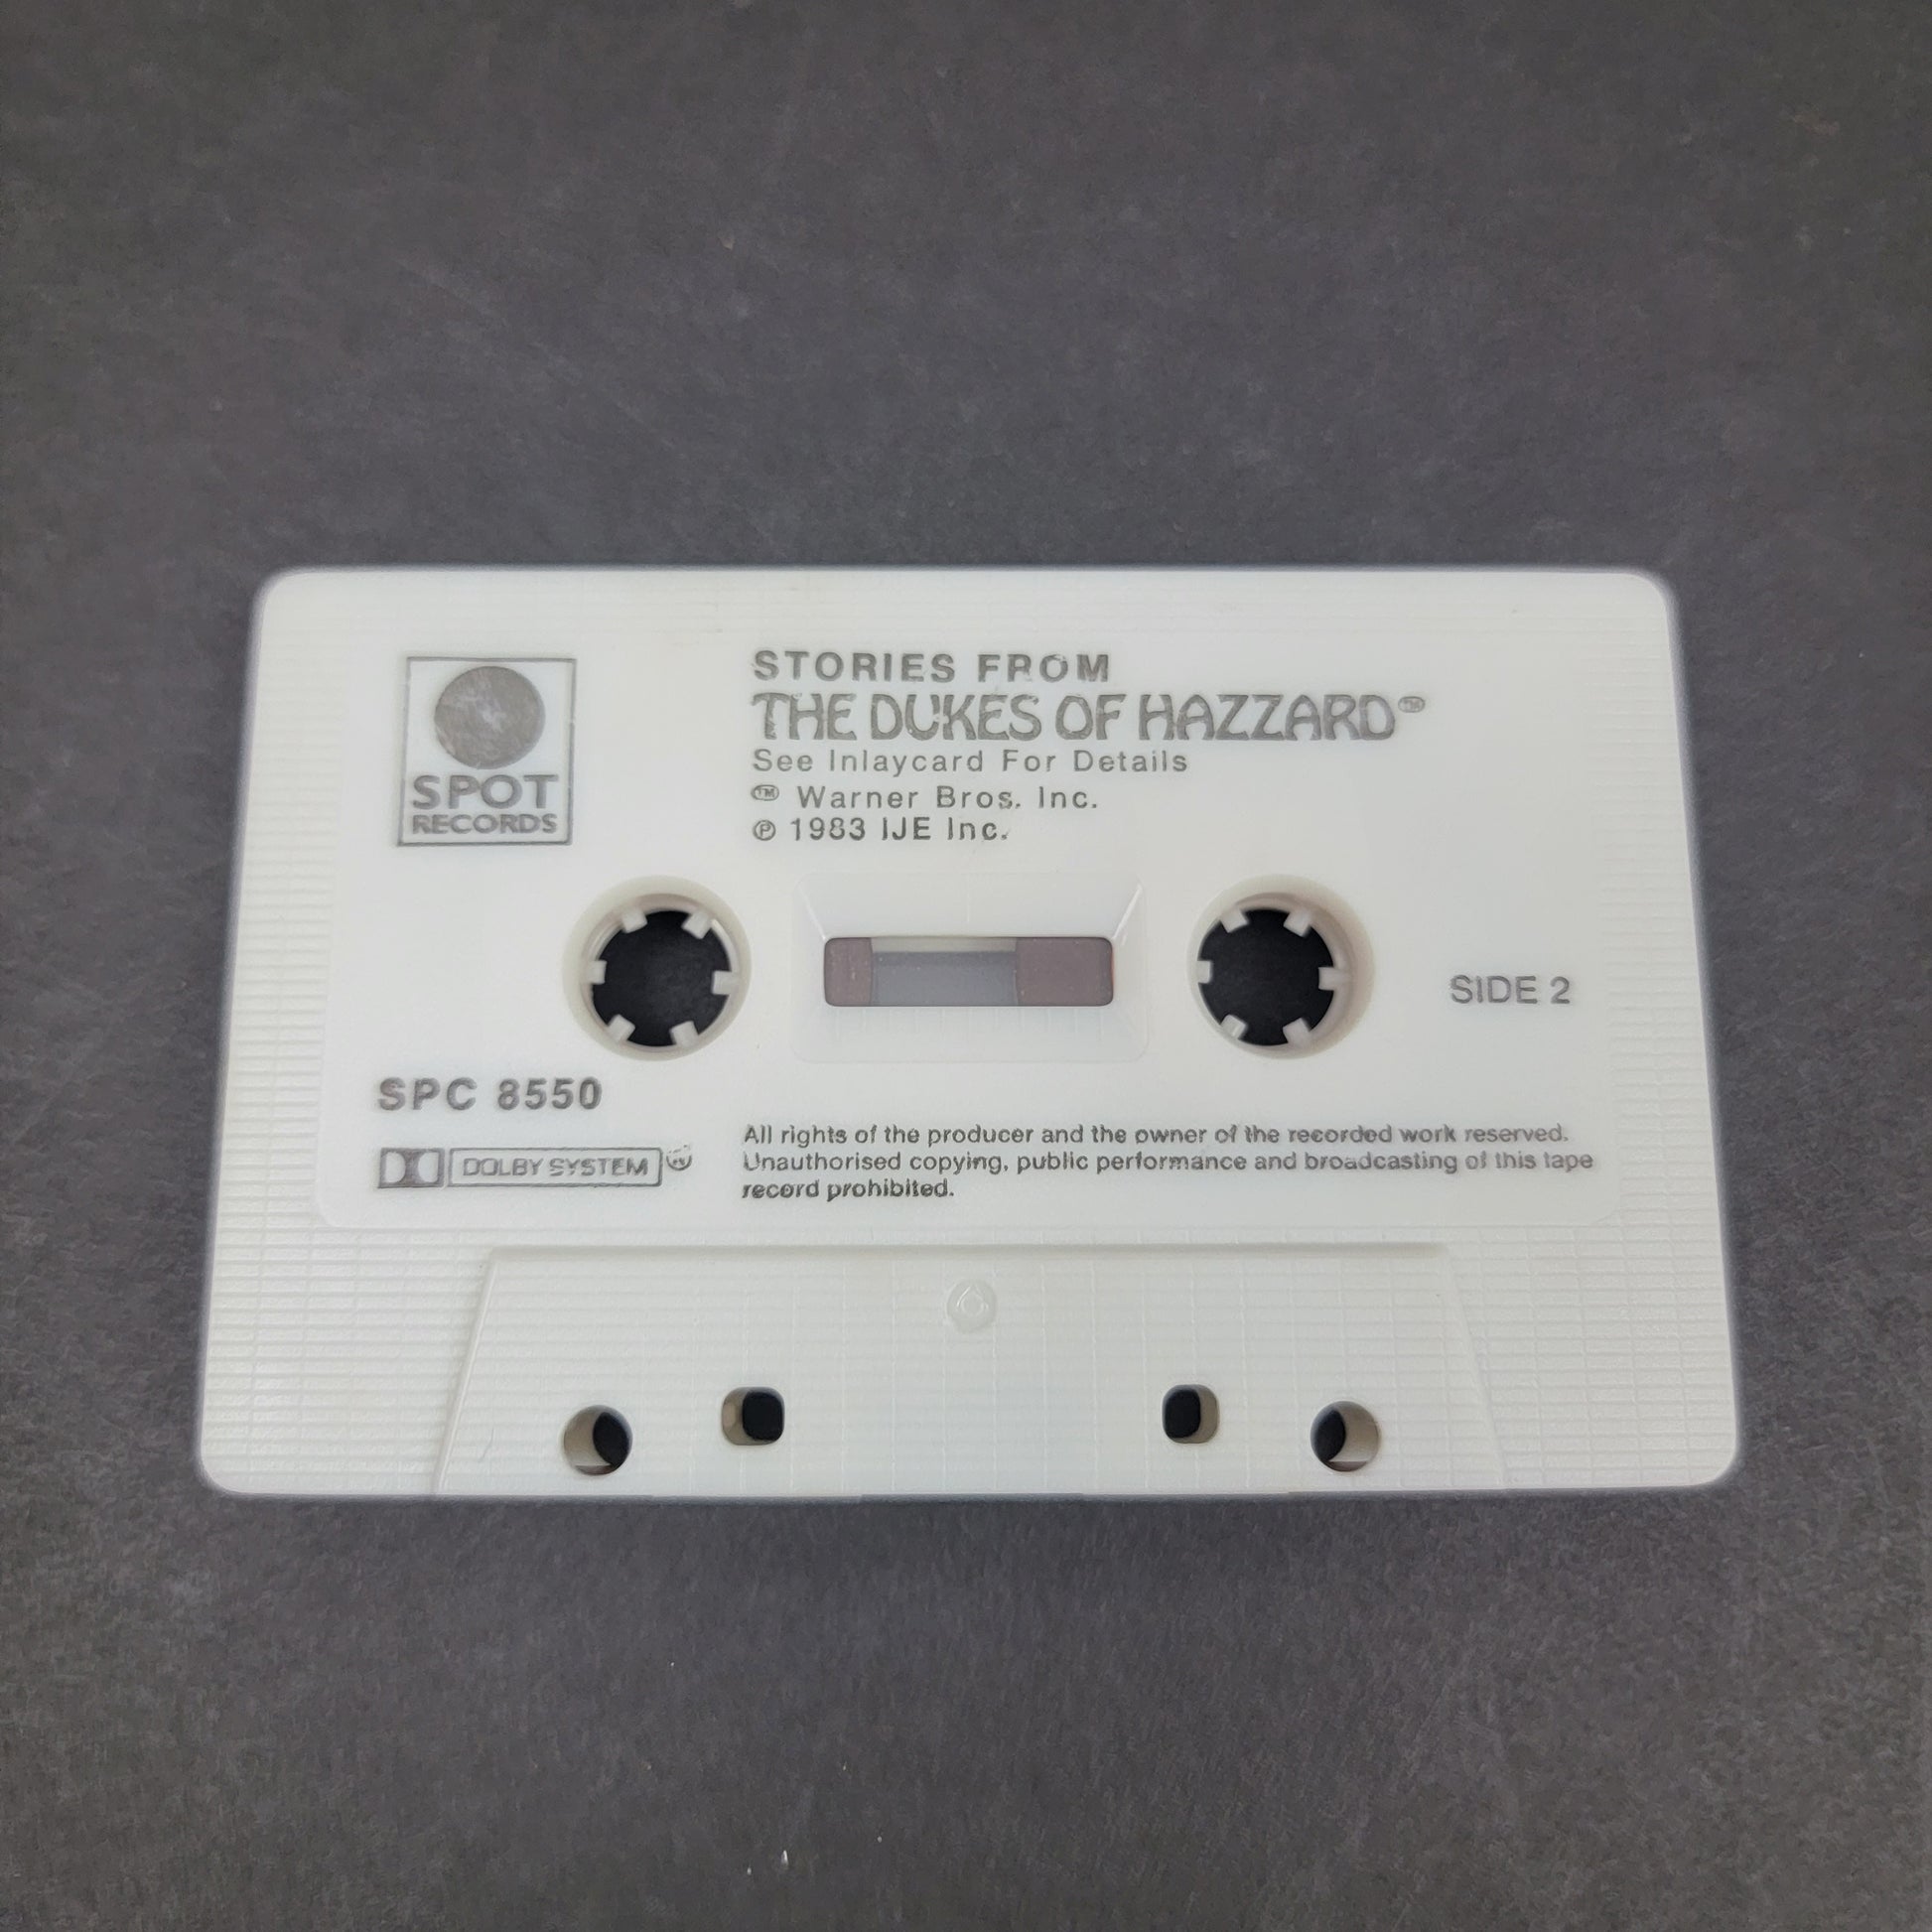 SPOT
RECORDS
STORIES FROM
THE DUKES OF HAZZARD™
See Inlaycard For Details
™ Warner Bros. Inc.
℗ 1983 IJE Inc.
SIDE 2
SPC 8550
DOLBY SYSTEM
All rights of the producer and the owner of the recorded work reserved.
Unauthorised copying, public performance and broadcasting of this tape
record prohibited.